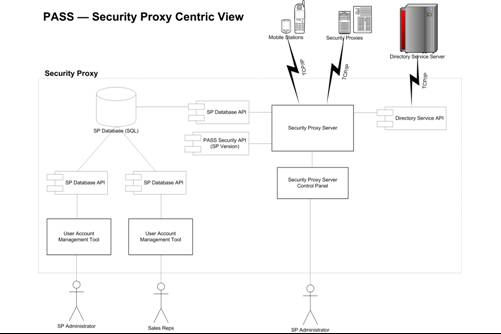 PASS — Security Proxy Centric View
Mobile Stations
Security Proxies
Directory Service Server
TCP/IP
TCP/IP
TCP/IP
Security Proxy
SP Database (SQL)
SP Database API
PASS Security API
(SP Version)
Security Proxy Server
Directory Service API
SP Database API
SP Database API
Security Proxy Server
Control Panel
User Account
Management Tool
User Account
Management Tool
SP Administrator
Sales Reps
SP Administrator